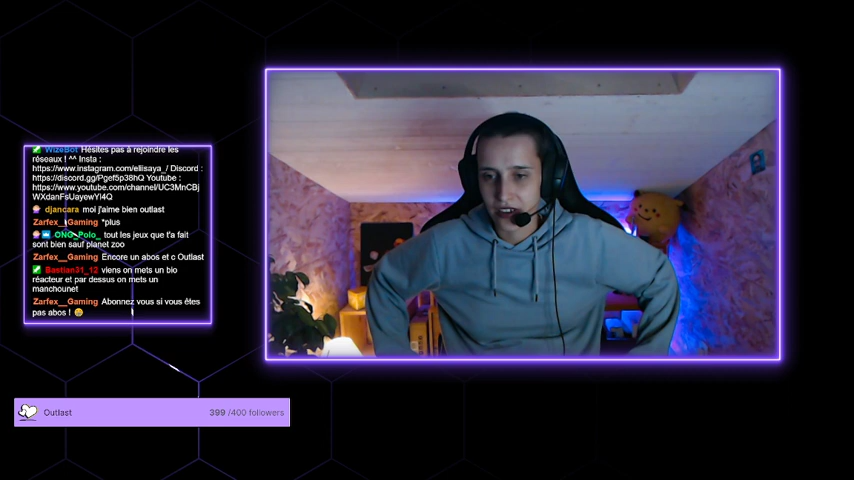 WizeBot Hésites pas à rejoindre les
réseaux ! ^^ Insta :
https://www.instagram.com/ellisaya_/ Discord :
https://discord.gg/Pgef5p38hQ Youtube :
https://www.youtube.com/channel/UC3MnCBj
WXdanFsUayewYl4Q
djancara moi j'aime bien outlast
Zarfex__Gaming *plus
ONG_Polo_ tout les jeux que t'a fait
sont bien sauf planet zoo
Zarfex__Gaming Encore un abos et c Outlast
Bastian31_12 viens on mets un bio
réacteur et par dessus on mets un
manchounet
Zarfex__Gaming Abonnez vous si vous êtes
pas abos !
Outlast 399 /400 followers